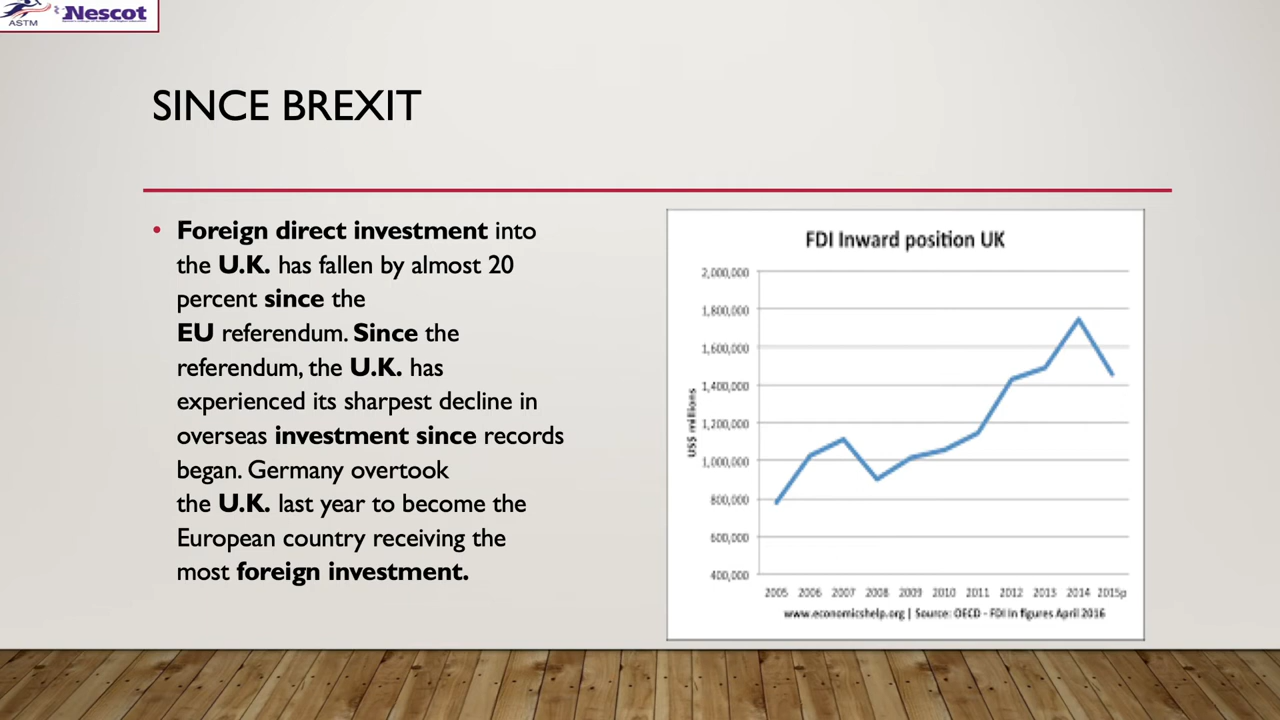 ASTM
Nescot
SINCE BREXIT
• Foreign direct investment into
the U.K. has fallen by almost 20
percent since the
EU referendum. Since the
referendum, the U.K. has
experienced its sharpest decline in
overseas investment since records
began. Germany overtook
the U.K. last year to become the
European country receiving the
most foreign investment.
FDI Inward position UK
2,000,000
1,800,000
1,600,000
1,400,000
1,200,000
1,000,000
800,000
600,000
400,000
US$ millions
2005 2006 2007 2008 2009 2010 2011 2012 2013 2014 2015p
www.economicshelp.org | Source: OECD - FDI In figures April 2016